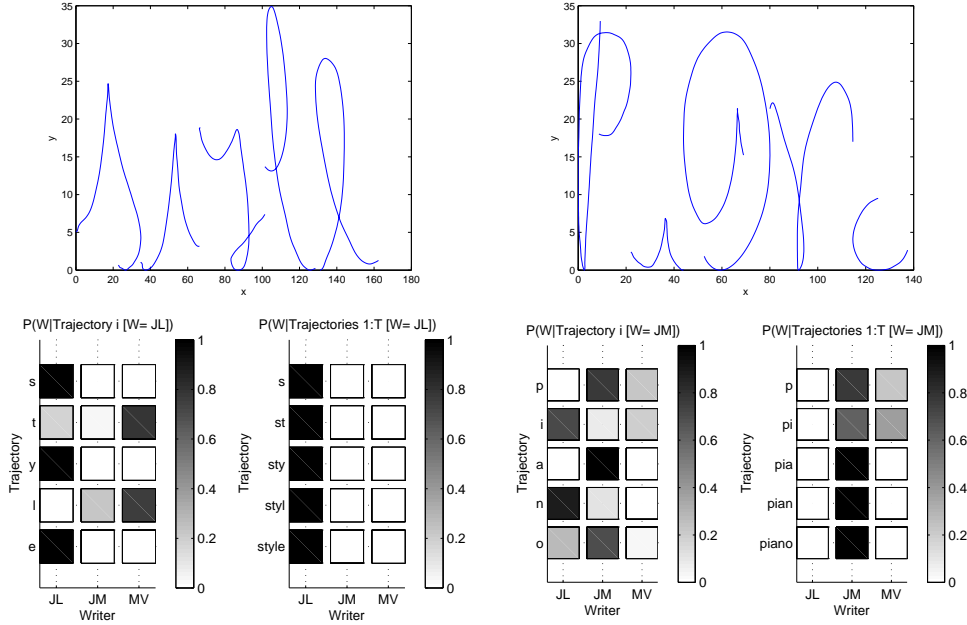 35
30
25
20
15
10
5
0
y
0 20 40 60 80 100 120 140 160 180
x
35
30
25
20
15
10
5
0
y
0 20 40 60 80 100 120 140
x
P(W|Trajectory i [W= JL])
s
t
y
l
e
Trajectory
JL JM MV
Writer
1
0.8
0.6
0.4
0.2
0
P(W|Trajectories 1:T [W= JL])
s
st
sty
styl
style
JL JM MV
Writer
1
0.8
0.6
0.4
0.2
0
P(W|Trajectory i [W= JM])
p
i
a
n
o
Trajectory
JL JM MV
Writer
1
0.8
0.6
0.4
0.2
0
P(W|Trajectories 1:T [W= JM])
p
pi
pia
pian
piano
Trajectory
JL JM MV
Writer
1
0.8
0.6
0.4
0.2
0